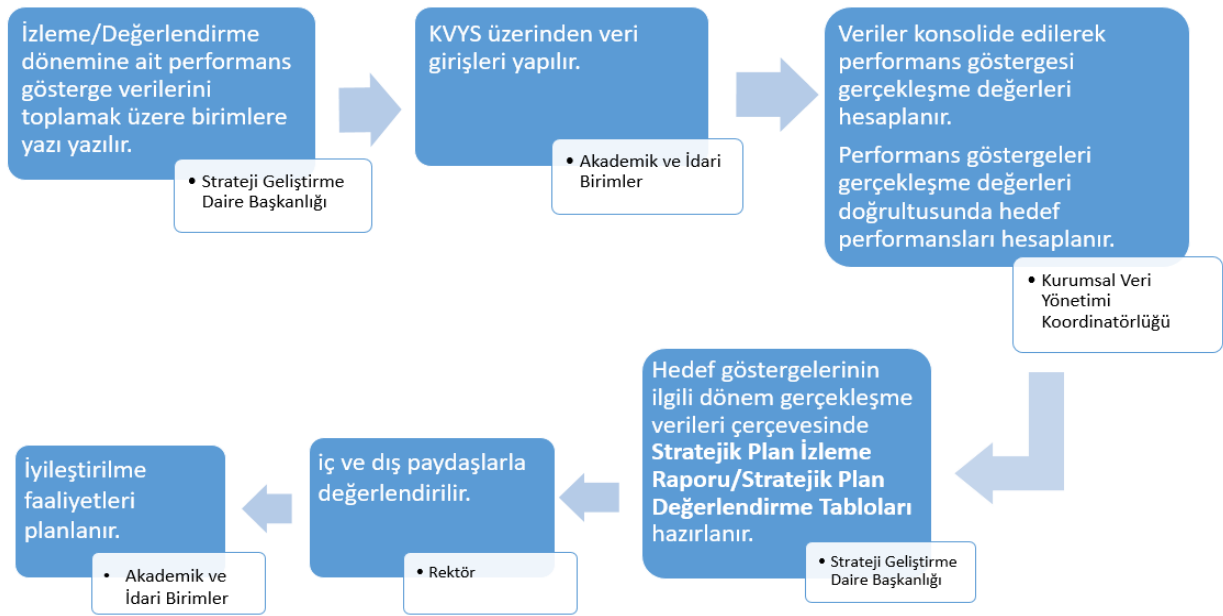 İzleme/Değerlendirme
dönemine ait performans
gösterge verilerini
toplamak üzere birimlere
yazı yazılır.
• Strateji Geliştirme
Daire Başkanlığı
KVYS üzerinden veri
girişleri yapılır.
• Akademik ve İdari
Birimler
Veriler konsolide edilerek
performans göstergesi
gerçekleşme değerleri
hesaplanır.
Performans göstergeleri
gerçekleşme değerleri
doğrultusunda hedef
performansları hesaplanır.
• Kurumsal Veri
Yönetimi
Koordinatörlüğü
Hedef göstergelerinin
ilgili dönem gerçekleşme
verileri çerçevesinde
Stratejik Plan İzleme
Raporu/Stratejik Plan
Değerlendirme Tabloları
hazırlanır.
• Strateji Geliştirme
Daire Başkanlığı
iç ve dış paydaşlarla
değerlendirilir.
• Rektör
İyileştirilme
faaliyetleri
planlanır.
• Akademik ve
İdari Birimler